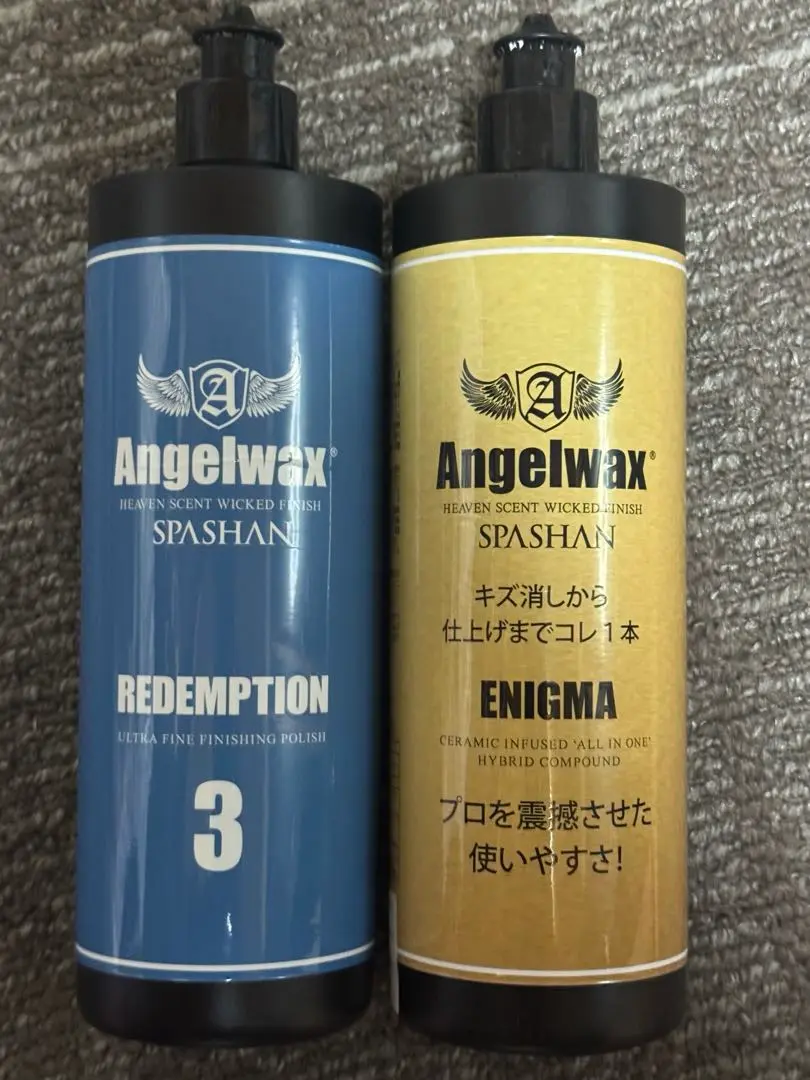 A
Angelwax®
HEAVEN SCENT WICKED FINISH
SPASHAN
REDEMPTION
ULTRA FINE FINISHING POLISH
3
A
Angelwax®
HEAVEN SCENT WICKED FINISH
SPASHAN
キズ消しから
仕上げまでコレ1本
ENIGMA
CERAMIC INFUSED 'ALL IN ONE'
HYBRID COMPOUND
プロを震撼させた
使いやすさ!